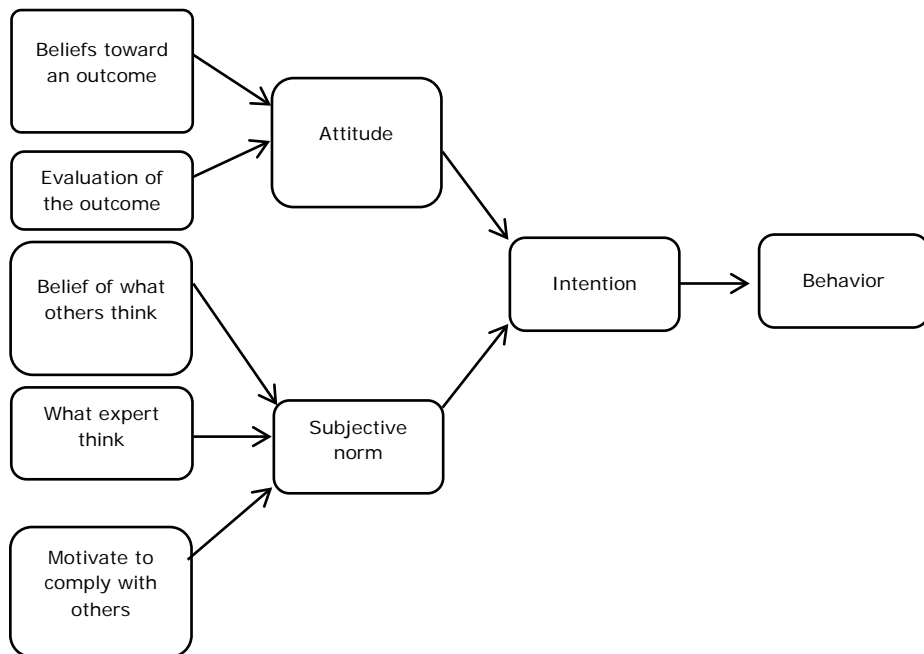 Beliefs toward
an outcome
Attitude
Evaluation of
the outcome
Belief of what
others think
Intention
Behavior
What expert
think
Subjective
norm
Motivate to
comply with
others